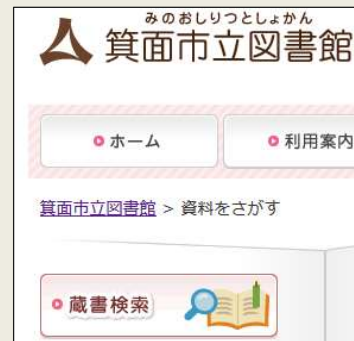 みのおしりつとしょかん
箕面市立図書館
ホーム
利用案内
箕面市立図書館 > 資料をさがす
蔵書検索